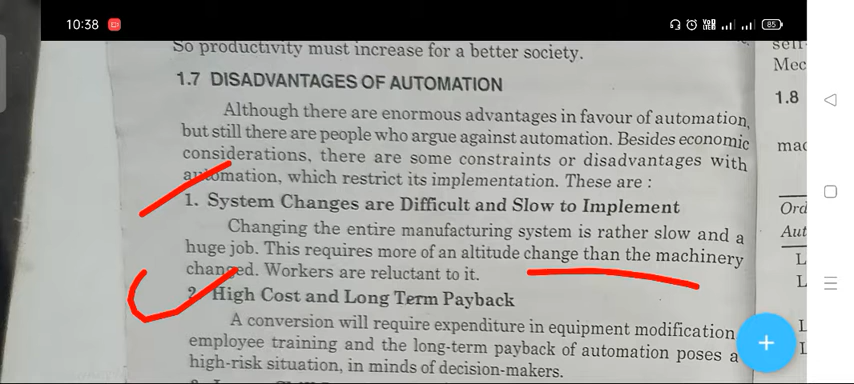 10:38
85
So productivity must increase for a better society.
1.7 DISADVANTAGES OF AUTOMATION
Although there are enormous advantages in favour of automation,
but still there are people who argue against automation. Besides economic
considerations, there are some constraints or disadvantages with
automation, which restrict its implementation. These are :
1. System Changes are Difficult and Slow to Implement
Changing the entire manufacturing system is rather slow and a
huge job. This requires more of an altitude change than the machinery
changed. Workers are reluctant to it.
2. High Cost and Long Term Payback
A conversion will require expenditure in equipment modification
employee training and the long-term payback of automation poses a
high-risk situation, in minds of decision-makers.
self
Mec
1.8
mac
Ord
Aut
L
L
L
L